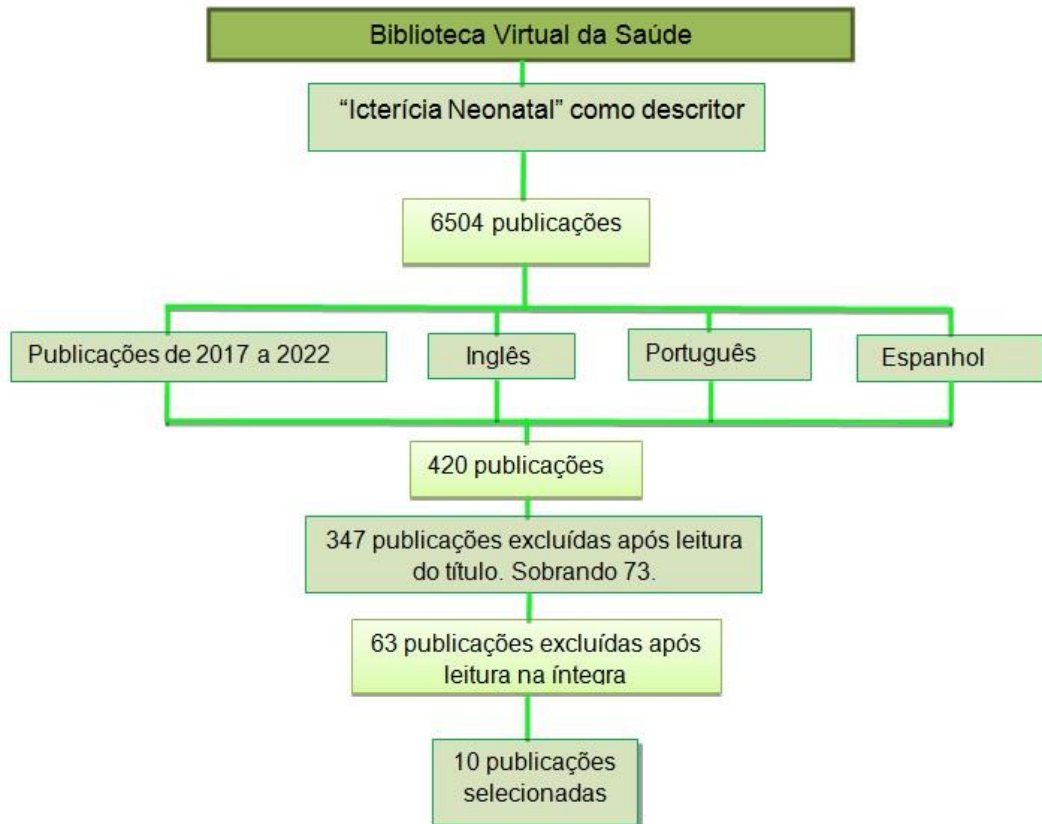 Biblioteca Virtual da Saúde
“Icterícia Neonatal” como descritor
6504 publicações
Publicações de 2017 a 2022
Inglês
Português
Espanhol
420 publicações
347 publicações excluídas após leitura
do título. Sobrando 73.
63 publicações excluídas após
leitura na íntegra
10 publicações
selecionadas